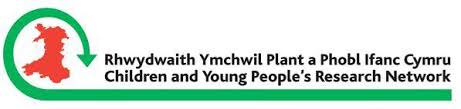 Rhwydwaith Ymchwil Plant a Phobl Ifanc Cymru
Children and Young People's Research Network